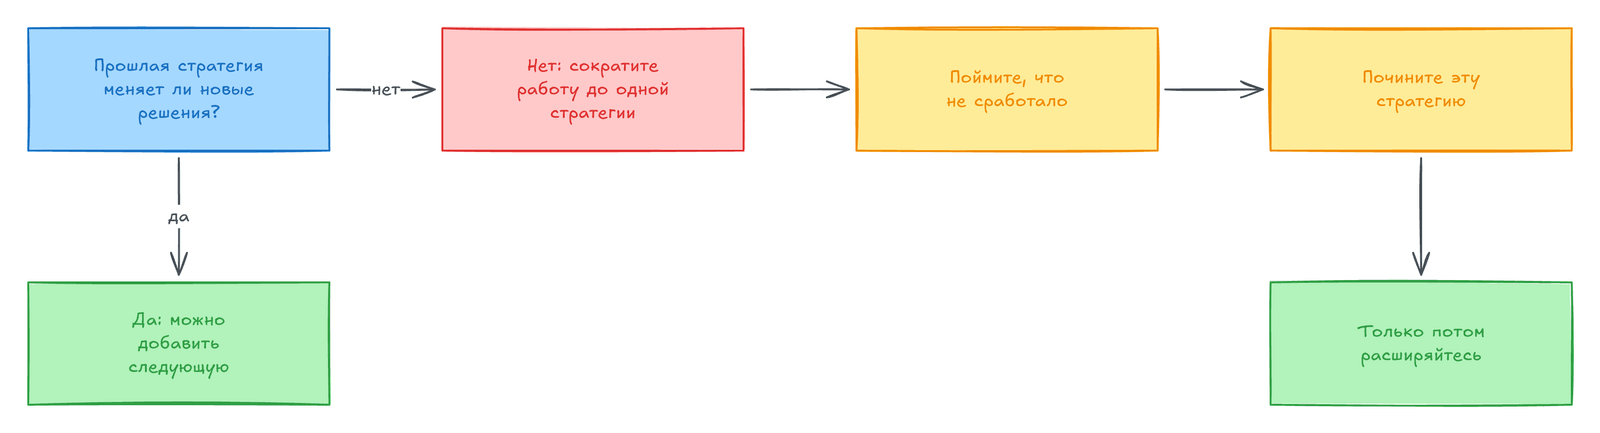 Прошлая стратегия
меняет ли новые
решения?
нет
Нет: сократите
работу до одной
стратегии
Поймите, что
не сработало
Почините эту
стратегию
да
Да: можно
добавить
следующую
Только потом
расширяйтесь